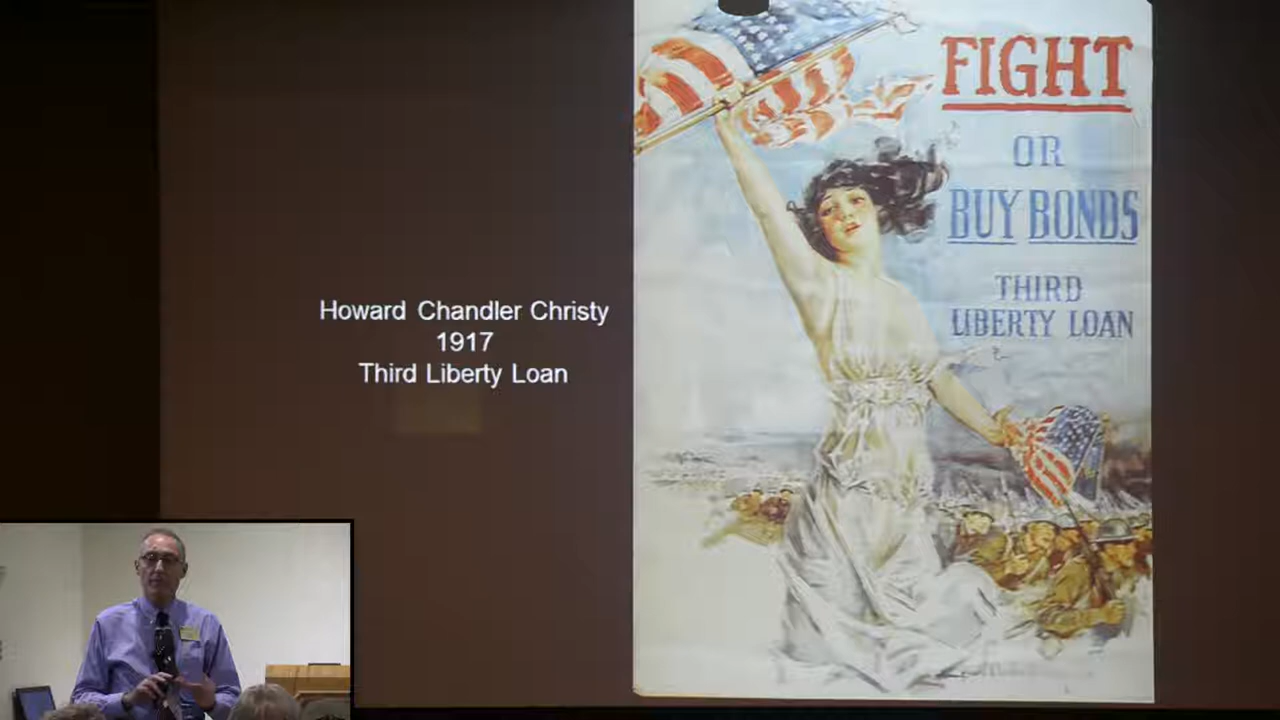 Howard Chandler Christy
1917
Third Liberty Loan
FIGHT
OR
BUY BONDS
THIRD
LIBERTY LOAN